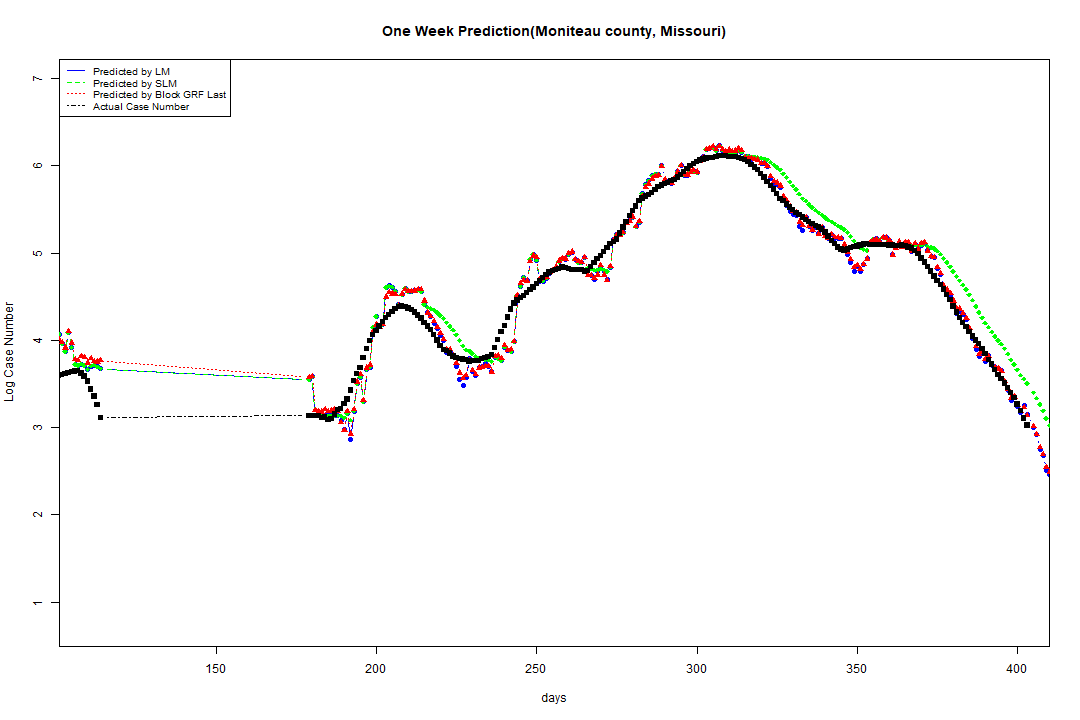 One Week Prediction(Moniteau county, Missouri)
Predicted by LM
Predicted by SLM
Predicted by Block GRF Last
Actual Case Number
Log Case Number
7
6
5
4
3
2
1
150 200 250 300 350 400
days